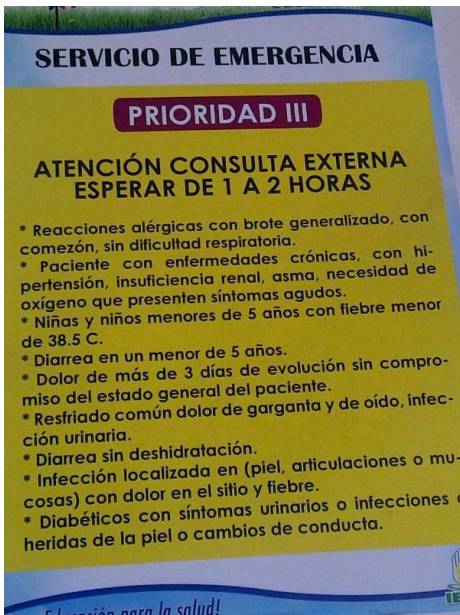 SERVICIO DE EMERGENCIA
PRIORIDAD III
ATENCIÓN CONSULTA EXTERNA
ESPERAR DE 1 A 2 HORAS
* Reacciones alérgicas con brote generalizado, con
comezón, sin dificultad respiratoria.
* Paciente con enfermedades crónicas, con hi-
pertensión, insuficiencia renal, asma, necesidad de
oxígeno que presenten síntomas agudos.
* Niñas y niños menores de 5 años con fiebre menor
de 38.5 C.
* Diarrea en un menor de 5 años.
* Dolor de más de 3 días de evolución sin compro-
miso del estado general del paciente.
* Resfriado común dolor de garganta y de oído, infec-
ción urinaria.
* Diarrea sin deshidratación.
* Infección localizada en (piel, articulaciones o mu-
cosas) con dolor en el sitio y fiebre.
* Diabéticos con síntomas urinarios o infecciones o
heridas de la piel o cambios de conducta.
Educación para la salud!